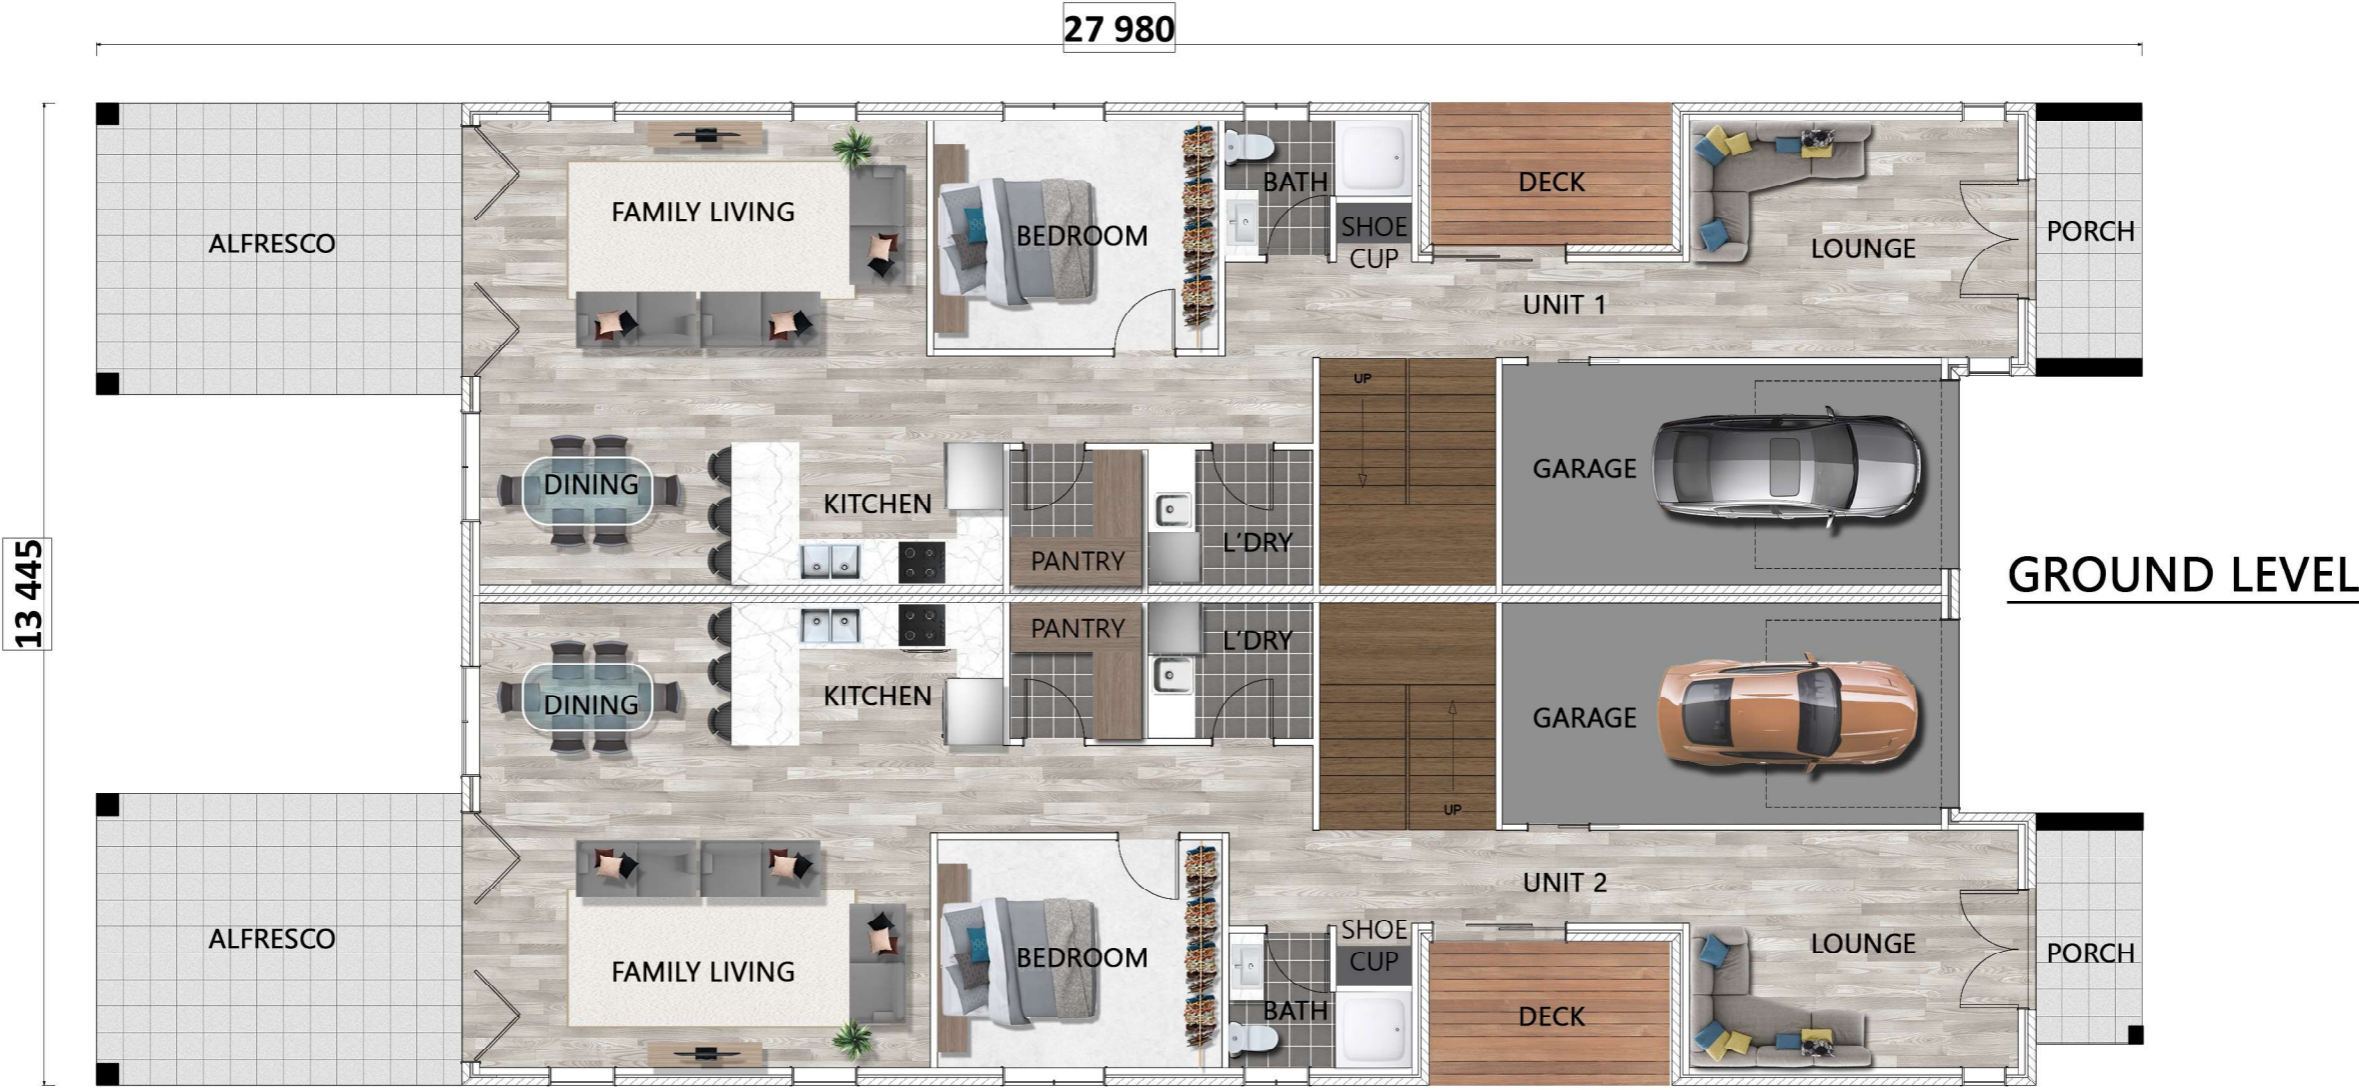 27 980
ALFRESCO
FAMILY LIVING
BEDROOM
BATH
SHOE
CUP
DECK
LOUNGE
PORCH
UNIT 1
UP
DINING
KITCHEN
PANTRY
L'DRY
GARAGE
13 445
GROUND LEVEL
DINING
KITCHEN
PANTRY
L'DRY
GARAGE
UP
UNIT 2
ALFRESCO
FAMILY LIVING
BEDROOM
BATH
SHOE
CUP
DECK
LOUNGE
PORCH